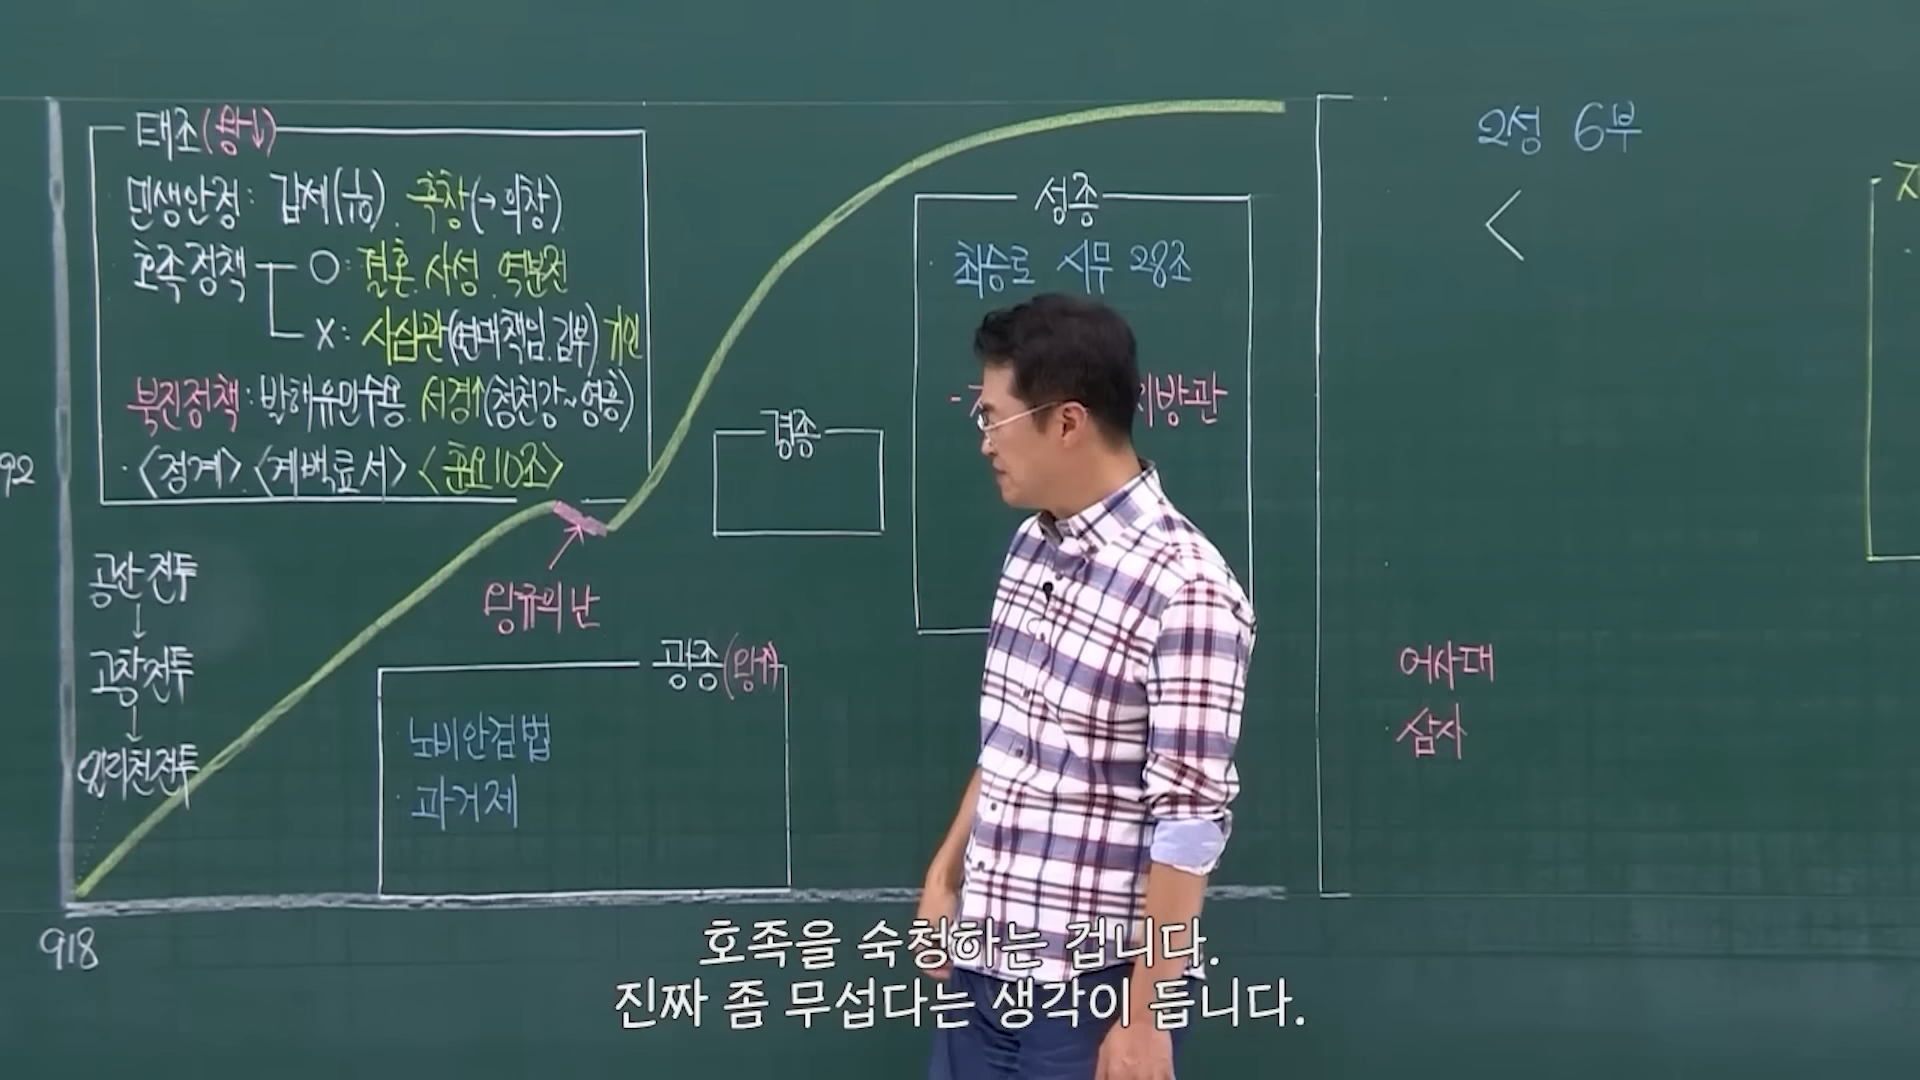 태조(왕↓)
민생안정: 감세(1/10). 흑창(→의창)
호족정책 ○: 결혼. 사성. 역분전
X: 사심관(연대책임. 김부) 기인
북진정책: 발해유민수용. 서경↑(청천강~영흥)
<정계>. <계백료서> <훈요10조>
92
공산전투
↓
고창전투
↓
일리천전투
918
왕규의 난
광종(왕↑)
노비안검법
과거제
경종
성종
최승로 시무 28조
지방관
2성 6부
<
어사대
삼사
호족을 숙청하는 겁니다.
진짜 좀 무섭다는 생각이 듭니다.